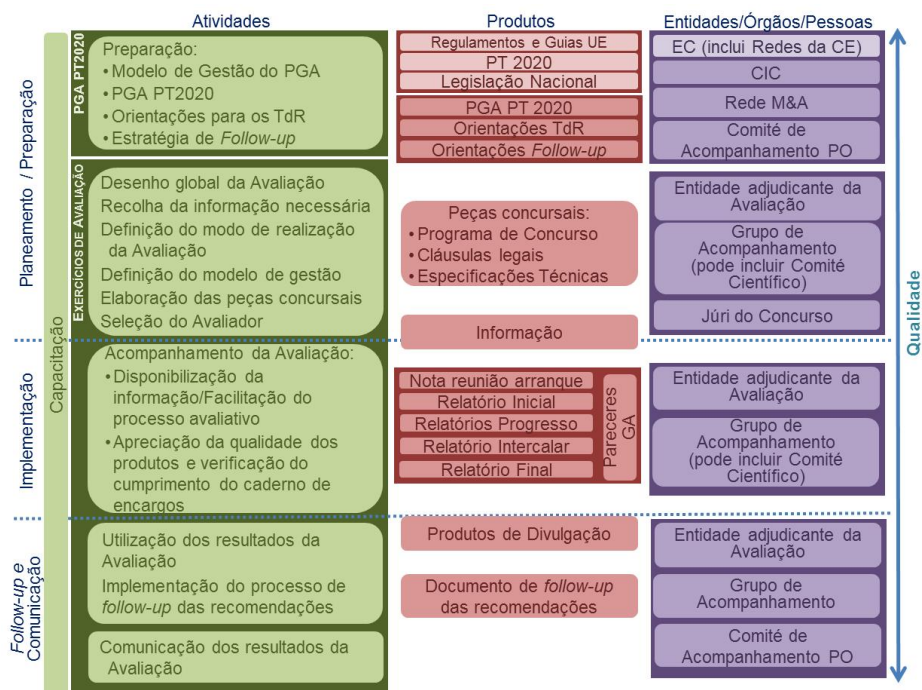 Atividades
Produtos
Entidades/Órgãos/Pessoas
Planeamento / Preparação
Capacitação
PGA PT2020
Preparação:
• Modelo de Gestão do PGA
• PGA PT2020
• Orientações para os TdR
• Estratégia de Follow-up
Regulamentos e Guias UE
PT 2020
Legislação Nacional
PGA PT 2020
Orientações TdR
Orientações Follow-up
EC (inclui Redes da CE)
CIC
Rede M&A
Comité de
Acompanhamento PO
Exercícios de Avaliação
Desenho global da Avaliação
Recolha da informação necessária
Definição do modo de realização
da Avaliação
Definição do modelo de gestão
Elaboração das peças concursais
Seleção do Avaliador
Peças concursais:
• Programa de Concurso
• Cláusulas legais
• Especificações Técnicas
Informação
Entidade adjudicante da
Avaliação
Grupo de
Acompanhamento
(pode incluir Comité
Científico)
Júri do Concurso
Qualidade
Implementação
Acompanhamento da Avaliação:
• Disponibilização da
informação/Facilitação do
processo avaliativo
• Apreciação da qualidade dos
produtos e verificação do
cumprimento do caderno de
encargos
Nota reunião arranque
Relatório Inicial
Relatórios Progresso
Relatório Intercalar
Relatório Final
Pareceres
GA
Entidade adjudicante da
Avaliação
Grupo de
Acompanhamento
(pode incluir Comité
Científico)
Follow-up e
Comunicação
Utilização dos resultados da
Avaliação
Implementação do processo de
follow-up das recomendações
Comunicação dos resultados da
Avaliação
Produtos de Divulgação
Documento de follow-up
das recomendações
Entidade adjudicante da
Avaliação
Grupo de
Acompanhamento
Comité de
Acompanhamento PO